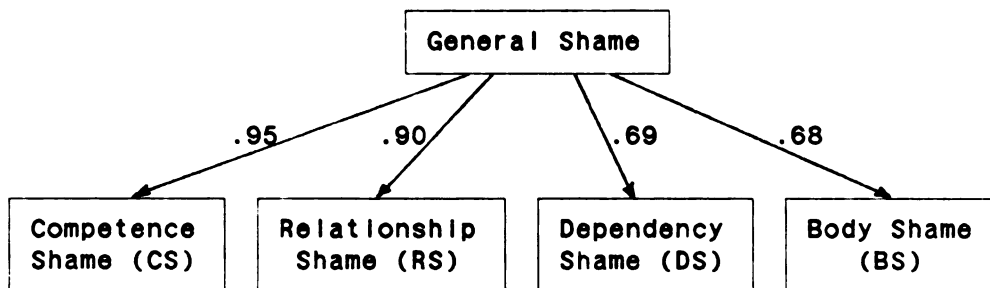 General Shame
.95 .90 .69 .68
Competence
Shame (CS)
Relationship
Shame (RS)
Dependency
Shame (DS)
Body Shame
(BS)